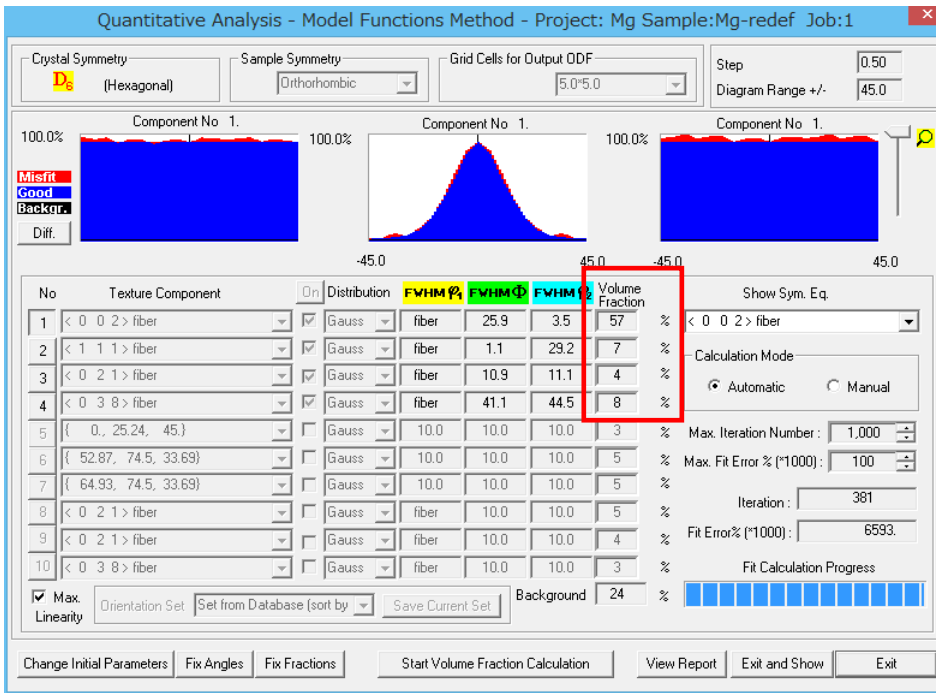 Quantitative Analysis - Model Functions Method - Project: Mg Sample:Mg-redef Job:1
Crystal Symmetry
D6 (Hexagonal)
Sample Symmetry
Orthorhombic
Grid Cells for Output ODF
5.0*5.0
Step 0.50
Diagram Range +/- 45.0
Component No 1.
Component No 1.
Component No 1.
100.0%
100.0%
100.0%
Misfit
Good
Backgr.
Diff.
-45.0 45.0 -45.0 45.0
No Texture Component On Distribution FWHM φ1 FWHM Φ FWHM φ2 Volume Fraction
1 < 0 0 2 > fiber Gauss fiber 25.9 3.5 57 %
2 < 1 1 1 > fiber Gauss fiber 1.1 29.2 7 %
3 < 0 2 1 > fiber Gauss fiber 10.9 11.1 4 %
4 < 0 3 8 > fiber Gauss fiber 41.1 44.5 8 %
5 { 0., 25.24, 45.} Gauss 10.0 10.0 10.0 3 %
6 { 52.87, 74.5, 33.69} Gauss 10.0 10.0 10.0 5 %
7 { 64.93, 74.5, 33.69} Gauss 10.0 10.0 10.0 5 %
8 < 0 2 1 > fiber Gauss fiber 10.0 10.0 5 %
9 < 0 2 1 > fiber Gauss fiber 10.0 10.0 4 %
10 < 0 3 8 > fiber Gauss fiber 10.0 10.0 3 %
Max. Linearity
Orientation Set Set from Database (sort by Save Current Set
Background 24 %
Show Sym. Eq.
< 0 0 2 > fiber
Calculation Mode
Automatic Manual
Max. Iteration Number : 1,000
Max. Fit Error % (*1000) : 100
Iteration : 381
Fit Error% (*1000) : 6593.
Fit Calculation Progress
Change Initial Parameters Fix Angles Fix Fractions Start Volume Fraction Calculation View Report Exit and Show Exit